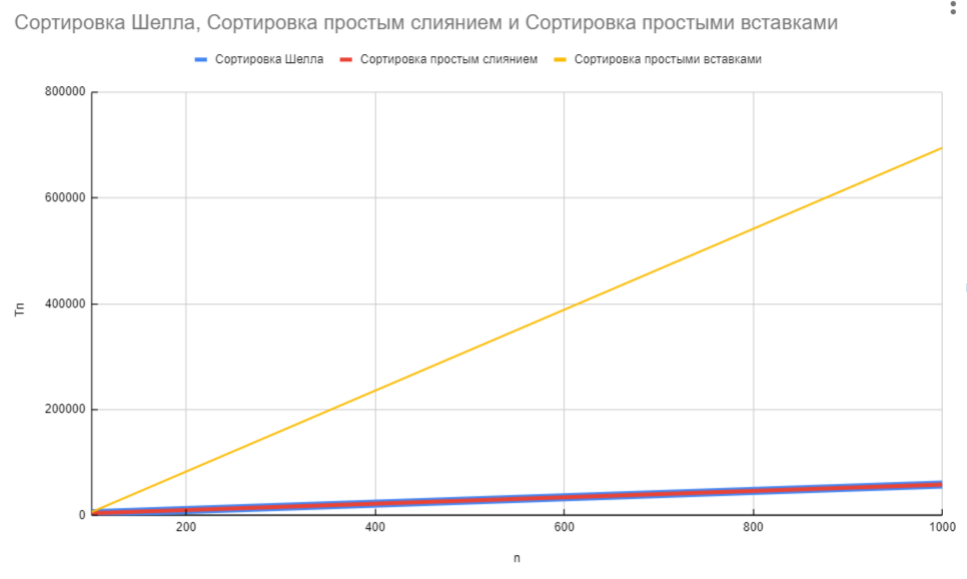 Сортировка Шелла, Сортировка простым слиянием и Сортировка простыми вставками
Сортировка Шелла Сортировка простым слиянием Сортировка простыми вставками
800000
600000
400000
200000
0
Tn
200 400 600 800 1000
n